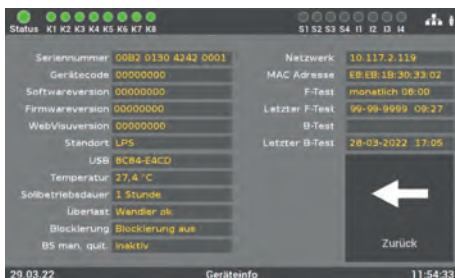 Status K1 K2 K3 K4 K5 K6 K7 K8
S1 S2 S3 S4 I1 I2 I3 I4
Seriennummer 00B2 0130 4242 0001
Gerätecode 00000000
Softwareversion 00000000
Firmwareversion 00000000
WebVisuversion 00000000
Standort LPS
USB 8C84-E4CD
Temperatur 27,4 °C
Sollbetriebsdauer 1 Stunde
Überlast Wandler ok
Blockierung Blockierung aus
BS man. quit. inaktiv
Netzwerk 10.117.2.119
MAC Adresse E8:EB:1B:30:33:02
F-Test monatlich 08:00
Letzter F-Test 99-99-9999 09:27
B-Test
Letzter B-Test 28-03-2022 17:05
Zurück
29.03.22 Geräteinfo 11:54:33